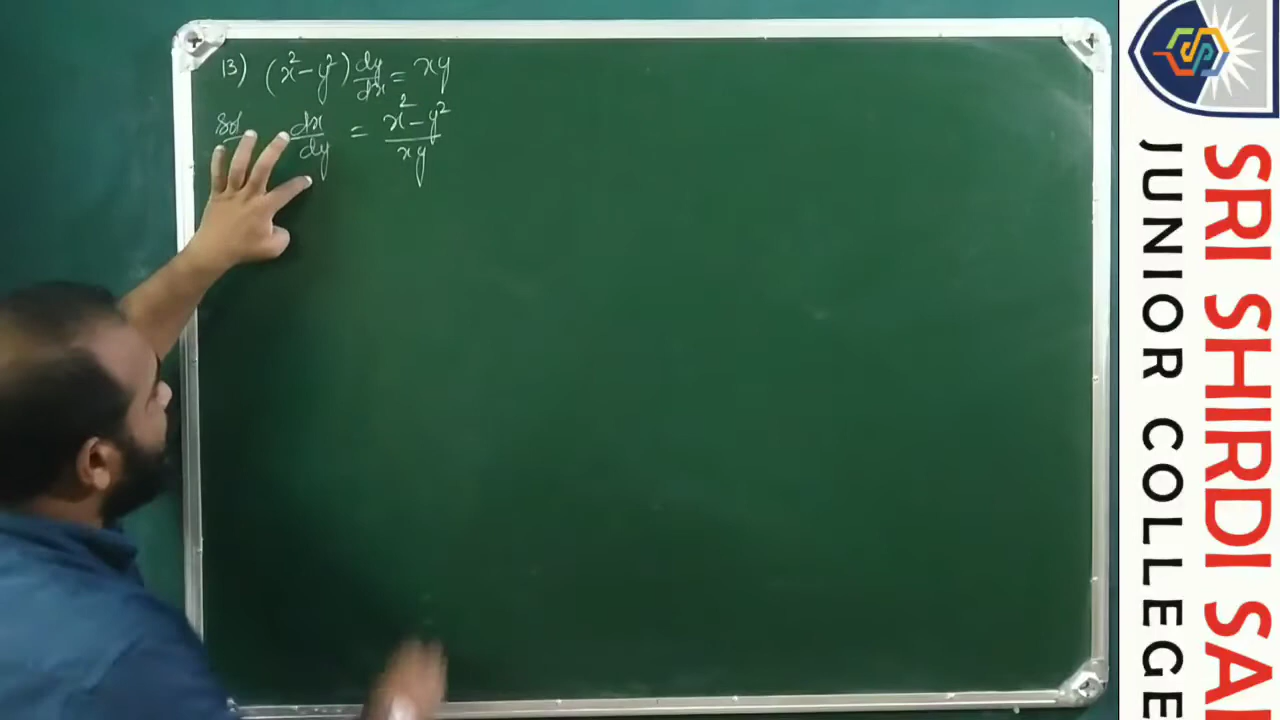 13) (x² - y²) dy/dx = xy
Sol dx/dy = x² - y²/xy
SRI SHIRDI SAI
JUNIOR COLLEGE